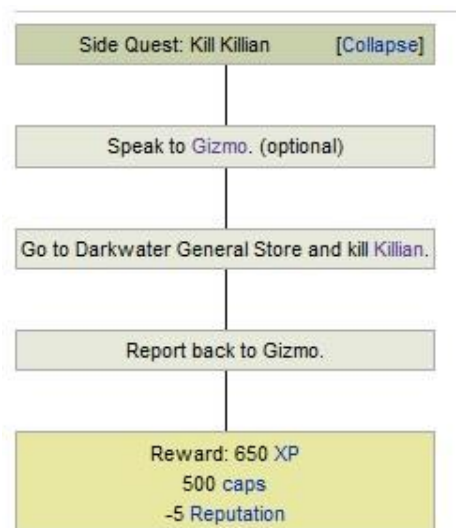 Side Quest: Kill Killian [Collapse]
Speak to Gizmo. (optional)
Go to Darkwater General Store and kill Killian.
Report back to Gizmo.
Reward: 650 XP
500 caps
-5 Reputation